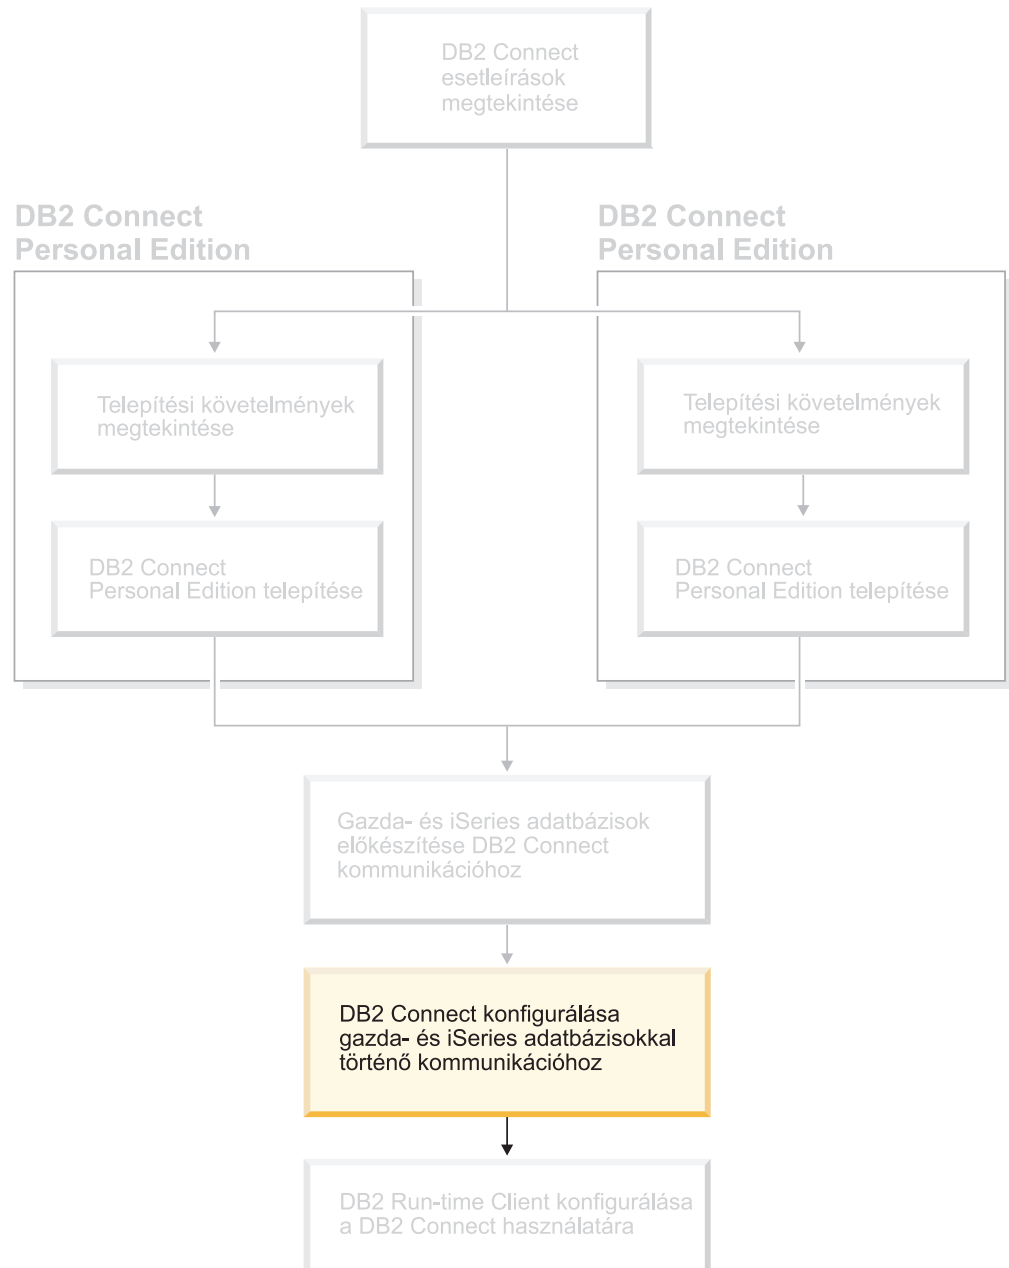 DB2 Connect
esetleírások
megtekintése
DB2 Connect
Personal Edition
Telepítési követelmények
megtekintése
DB2 Connect
Personal Edition telepítése
DB2 Connect
Personal Edition
Telepítési követelmények
megtekintése
DB2 Connect
Personal Edition telepítése
Gazda- és iSeries adatbázisok
előkészítése DB2 Connect
kommunikációhoz
DB2 Connect konfigurálása
gazda- és iSeries adatbázisokkal
történő kommunikációhoz
DB2 Run-time Client konfigurálása
a DB2 Connect használatára